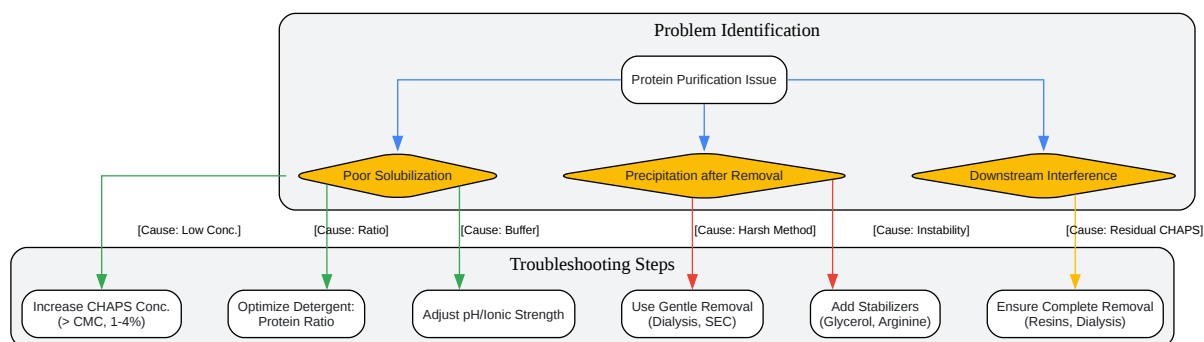 Problem Identification
Protein Purification Issue
Poor Solubilization
Precipitation after Removal
Downstream Interference
[Cause: Low Conc.]
[Cause: Ratio]
[Cause: Buffer]
[Cause: Harsh Method]
[Cause: Instability]
[Cause: Residual CHAPS]
Troubleshooting Steps
Increase CHAPS Conc.
(> CMC, 1-4%)
Optimize Detergent:
Protein Ratio
Adjust pH/Ionic Strength
Use Gentle Removal
(Dialysis, SEC)
Add Stabilizers
(Glycerol, Arginine)
Ensure Complete Removal
(Resins, Dialysis)